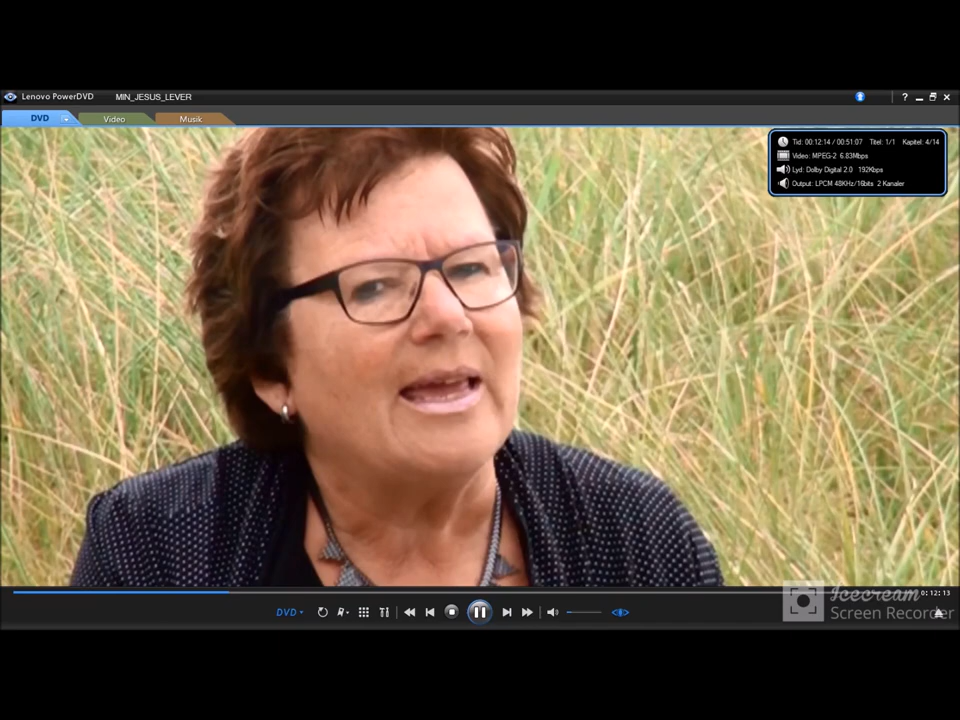 Lenovo PowerDVD MIN_JESUS_LEVER ?
DVD Video Musik
Tid: 00:12:14 / 00:51:07 Titel: 1/1 Kapitel: 4/14
Video: MPEG-2 6.83Mbps
Lyd: Dolby Digital 2.0 192Kbps
Output: LPCM 48KHz/16bits 2 Kanaler
0:12:13
DVD
Icecream
Screen Recorder